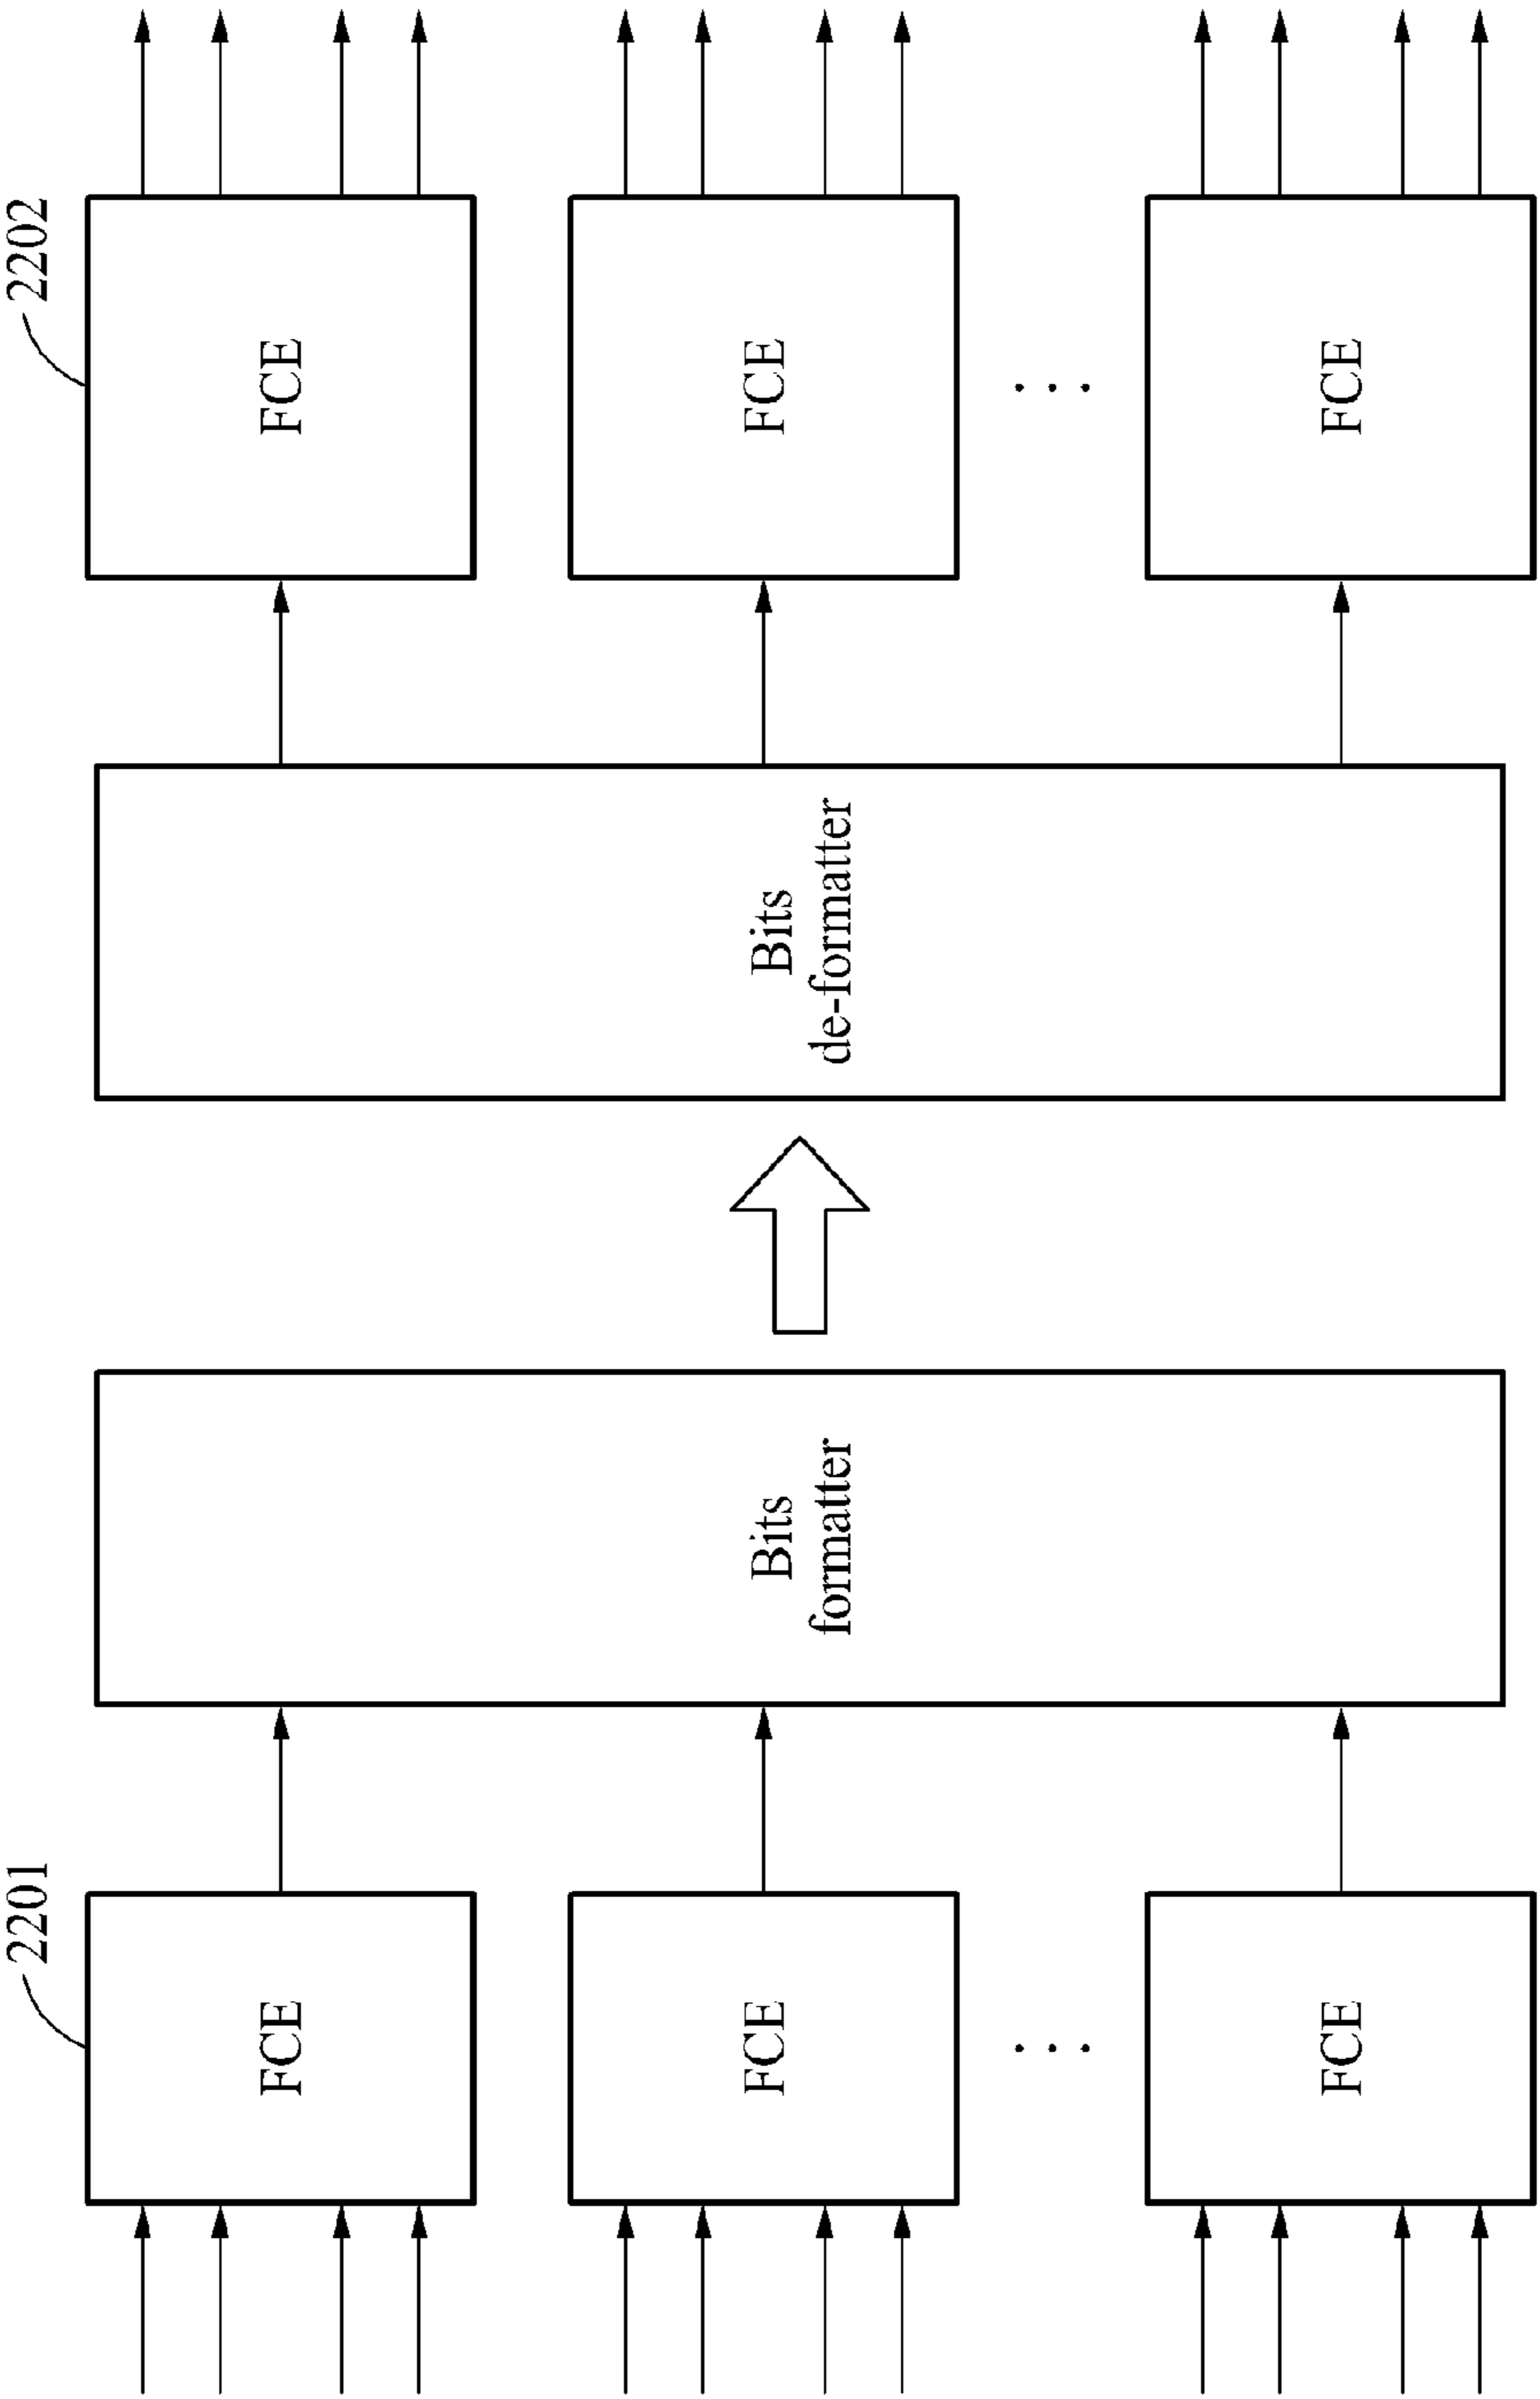 2201
2202
FCE
Bits
formatter
Bits
de-formatter
FCE
FCE
FCE
FCE
FCE